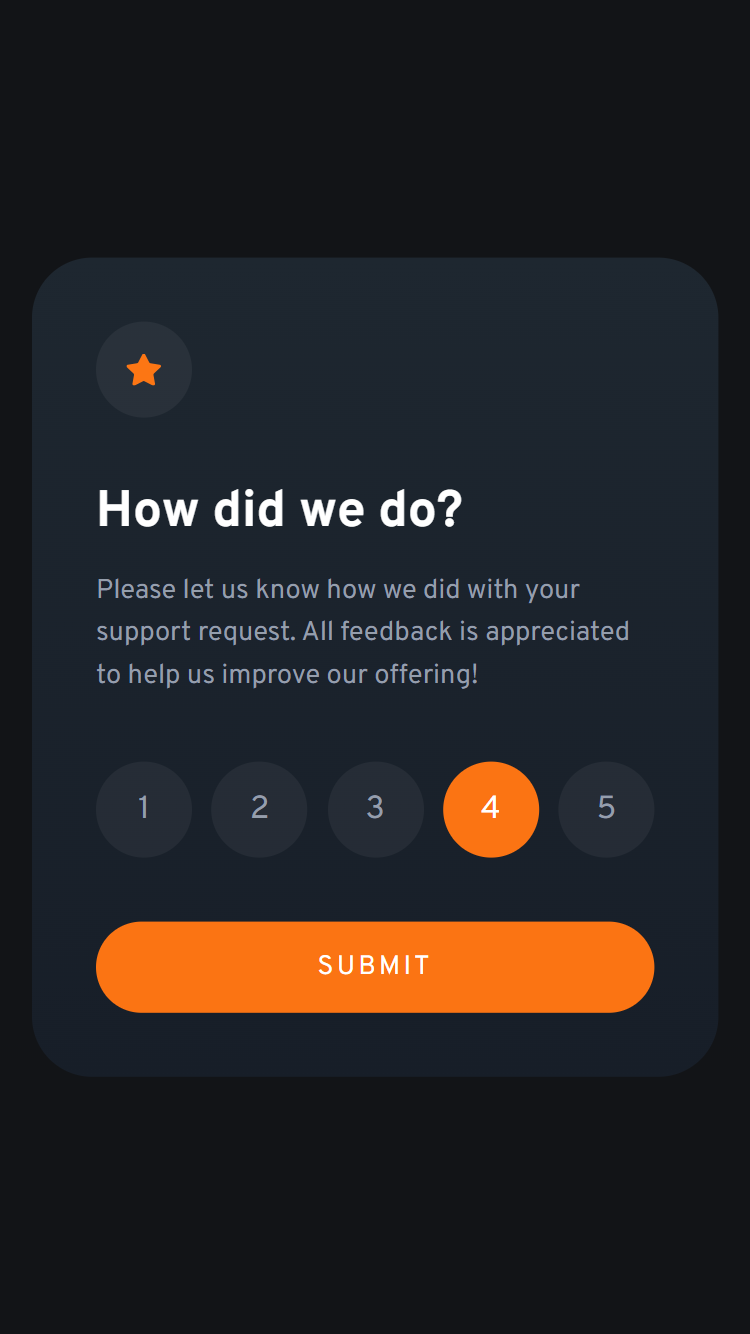 How did we do?
Please let us know how we did with your
support request. All feedback is appreciated
to help us improve our offering!
1 2 3 4 5
SUBMIT